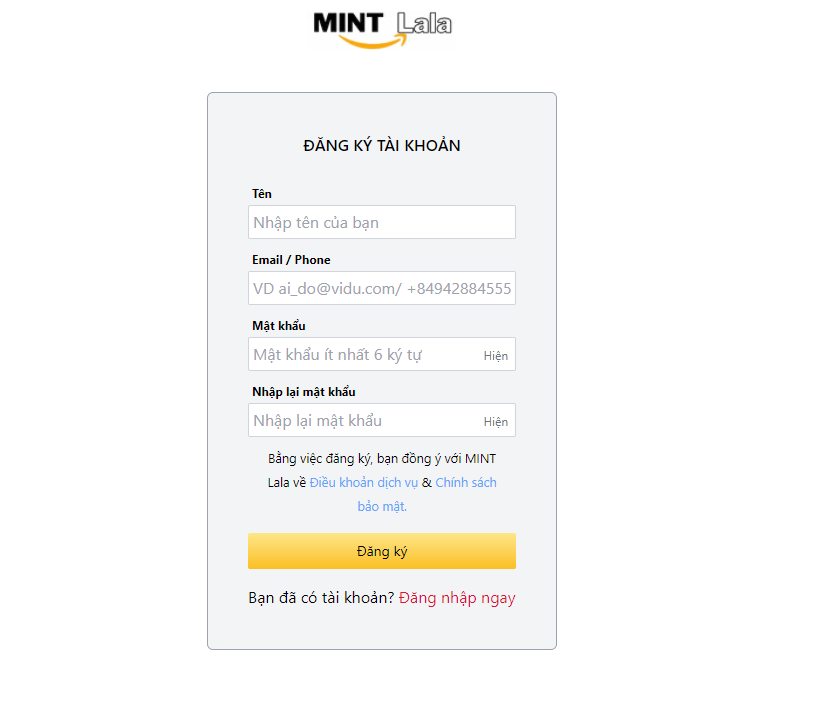 MINT Lala
ĐĂNG KÝ TÀI KHOẢN
Tên
Nhập tên của bạn
Email / Phone
VD ai_do@vidu.com/ +84942884555
Mật khẩu
Mật khẩu ít nhất 6 ký tự Hiện
Nhập lại mật khẩu
Nhập lại mật khẩu Hiện
Bằng việc đăng ký, bạn đồng ý với MINT
Lala về Điều khoản dịch vụ & Chính sách
bảo mật.
Đăng ký
Bạn đã có tài khoản? Đăng nhập ngay